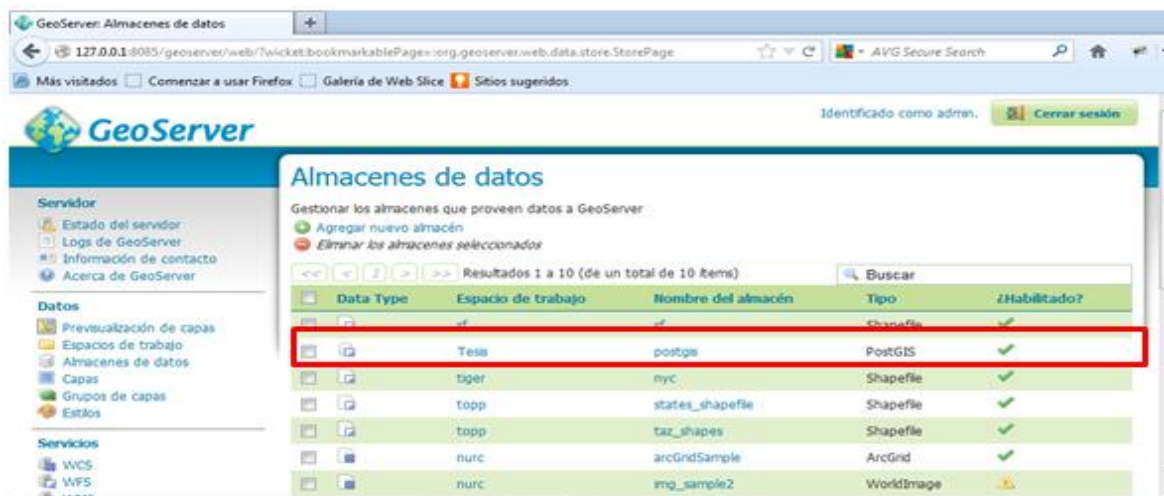 GeoServer: Almacenes de datos
127.0.0.1:8085/geoserver/web/?wicket:bookmarkablePage=:org.geoserver.web.data.store.StorePage
AVG Secure Search
Más visitados Comenzar a usar Firefox Galería de Web Slice Sitios sugeridos
GeoServer
Identificado como admin.
Cerrar sesión
Servidor
Estado del servidor
Logs de GeoServer
Información de contacto
Acerca de GeoServer
Datos
Previsualización de capas
Espacios de trabajo
Almacenes de datos
Capas
Grupos de capas
Estilos
Servicios
WCS
WFS
Almacenes de datos
Gestionar los almacenes que proveen datos a GeoServer
Agregar nuevo almacén
Eliminar los almacenes seleccionados
<< < 1 > >> Resultados 1 a 10 (de un total de 10 ítems) Buscar
Data Type Espacio de trabajo Nombre del almacén Tipo ¿Habilitado?
sf sf Shapefile
Tesis postgis PostGIS
tiger nyc Shapefile
topp states_shapefile Shapefile
topp taz_shapes Shapefile
nurc arcGridSample ArcGrid
nurc img_sample2 WorldImage